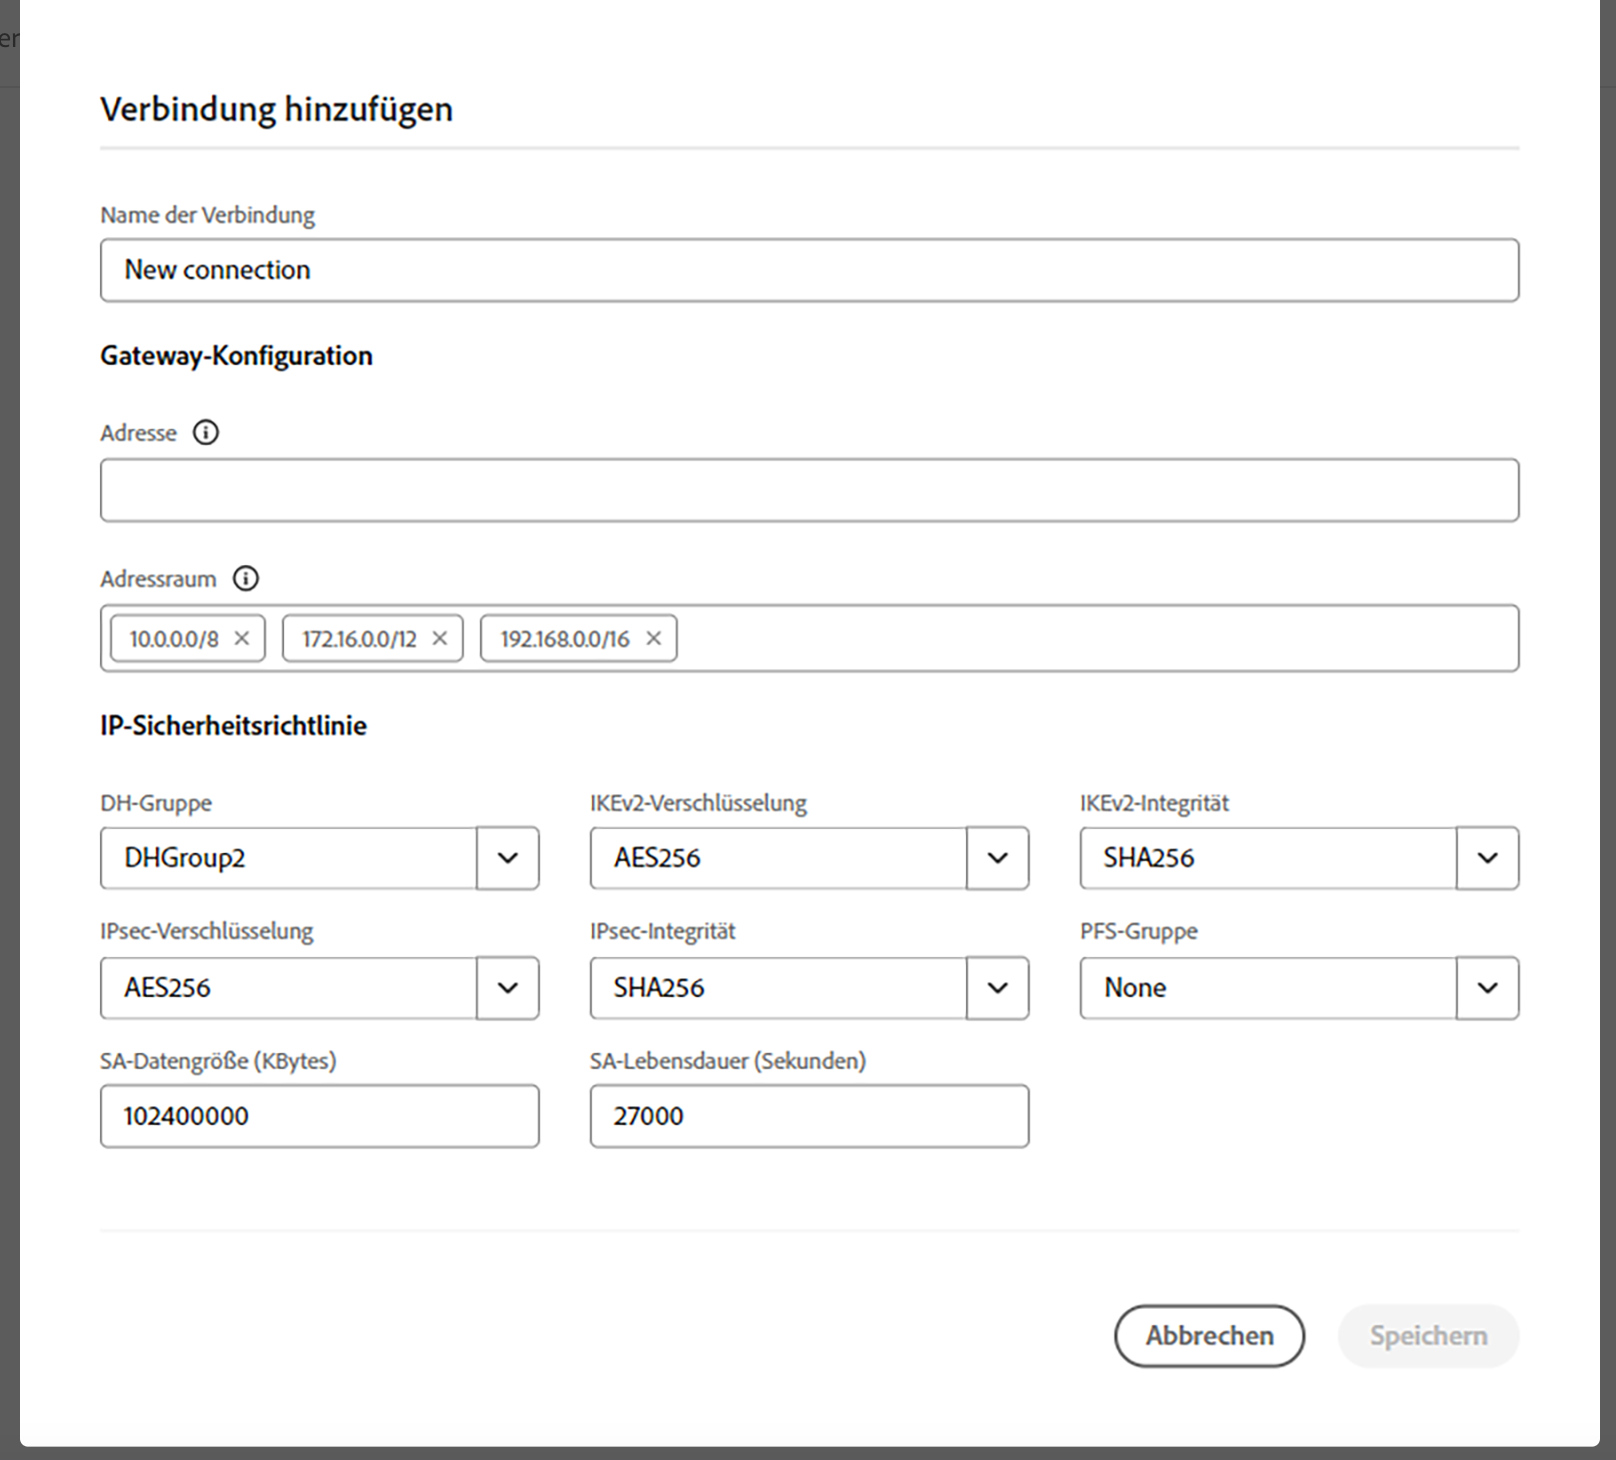 er
Verbindung hinzufügen
Name der Verbindung
New connection
Gateway-Konfiguration
Adresse
Adressraum
10.0.0.0/8 172.16.0.0/12 192.168.0.0/16
IP-Sicherheitsrichtlinie
DH-Gruppe IKEv2-Verschlüsselung IKEv2-Integrität
DHGroup2 AES256 SHA256
IPsec-Verschlüsselung IPsec-Integrität PFS-Gruppe
AES256 SHA256 None
SA-Datengröße (KBytes) SA-Lebensdauer (Sekunden)
102400000 27000
Abbrechen Speichern